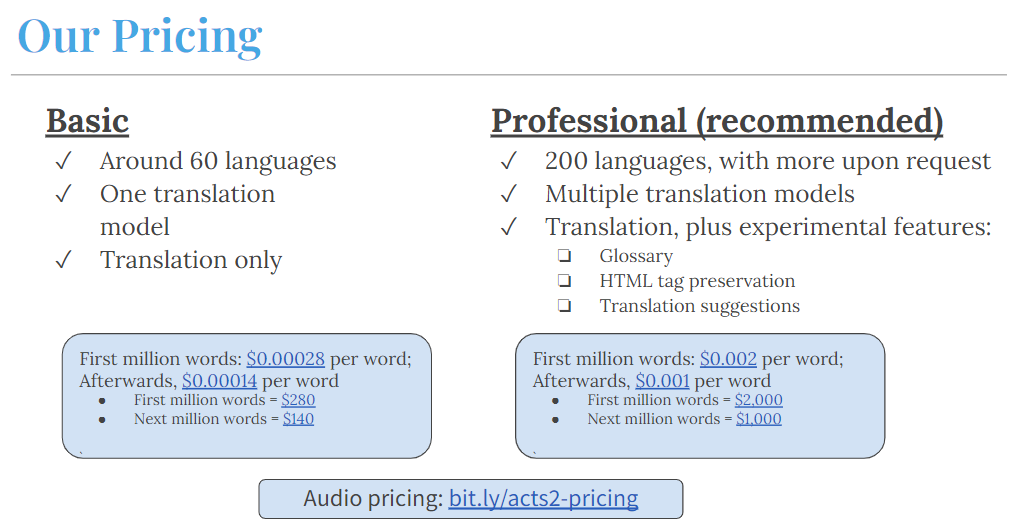 Our Pricing
Basic
✓ Around 60 languages
✓ One translation
model
✓ Translation only
First million words: $0.00028 per word;
Afterwards, $0.00014 per word
● First million words = $280
● Next million words = $140
`
Professional (recommended)
✓ 200 languages, with more upon request
✓ Multiple translation models
✓ Translation, plus experimental features:
❏ Glossary
❏ HTML tag preservation
❏ Translation suggestions
First million words: $0.002 per word;
Afterwards, $0.001 per word
● First million words = $2,000
● Next million words = $1,000
`
Audio pricing: bit.ly/acts2-pricing